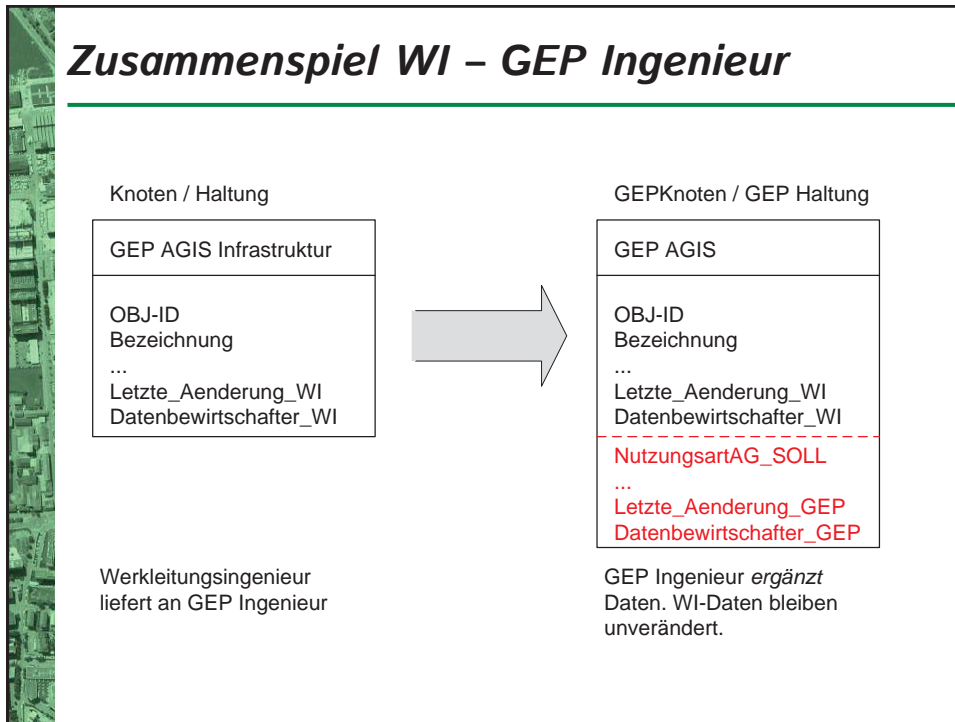 Zusammenspiel WI – GEP Ingenieur
Knoten / Haltung
GEP AGIS Infrastruktur
OBJ-ID
Bezeichnung
...
Letzte_Aenderung_WI
Datenbewirtschafter_WI
Werkleitungsingenieur
liefert an GEP Ingenieur
GEPKnoten / GEP Haltung
GEP AGIS
OBJ-ID
Bezeichnung
...
Letzte_Aenderung_WI
Datenbewirtschafter_WI
NutzungsartAG_SOLL
...
Letzte_Aenderung_GEP
Datenbewirtschafter_GEP
GEP Ingenieur ergänzt
Daten. WI-Daten bleiben
unverändert.